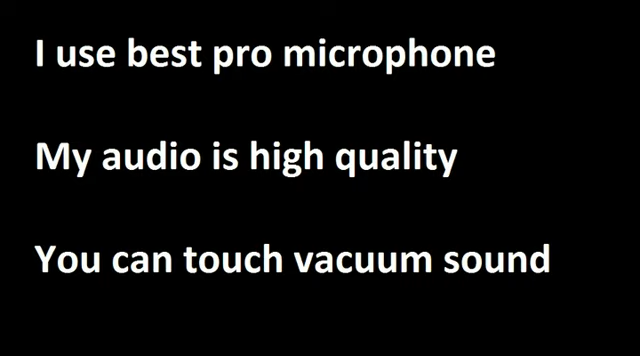 I use best pro microphone
My audio is high quality
You can touch vacuum sound